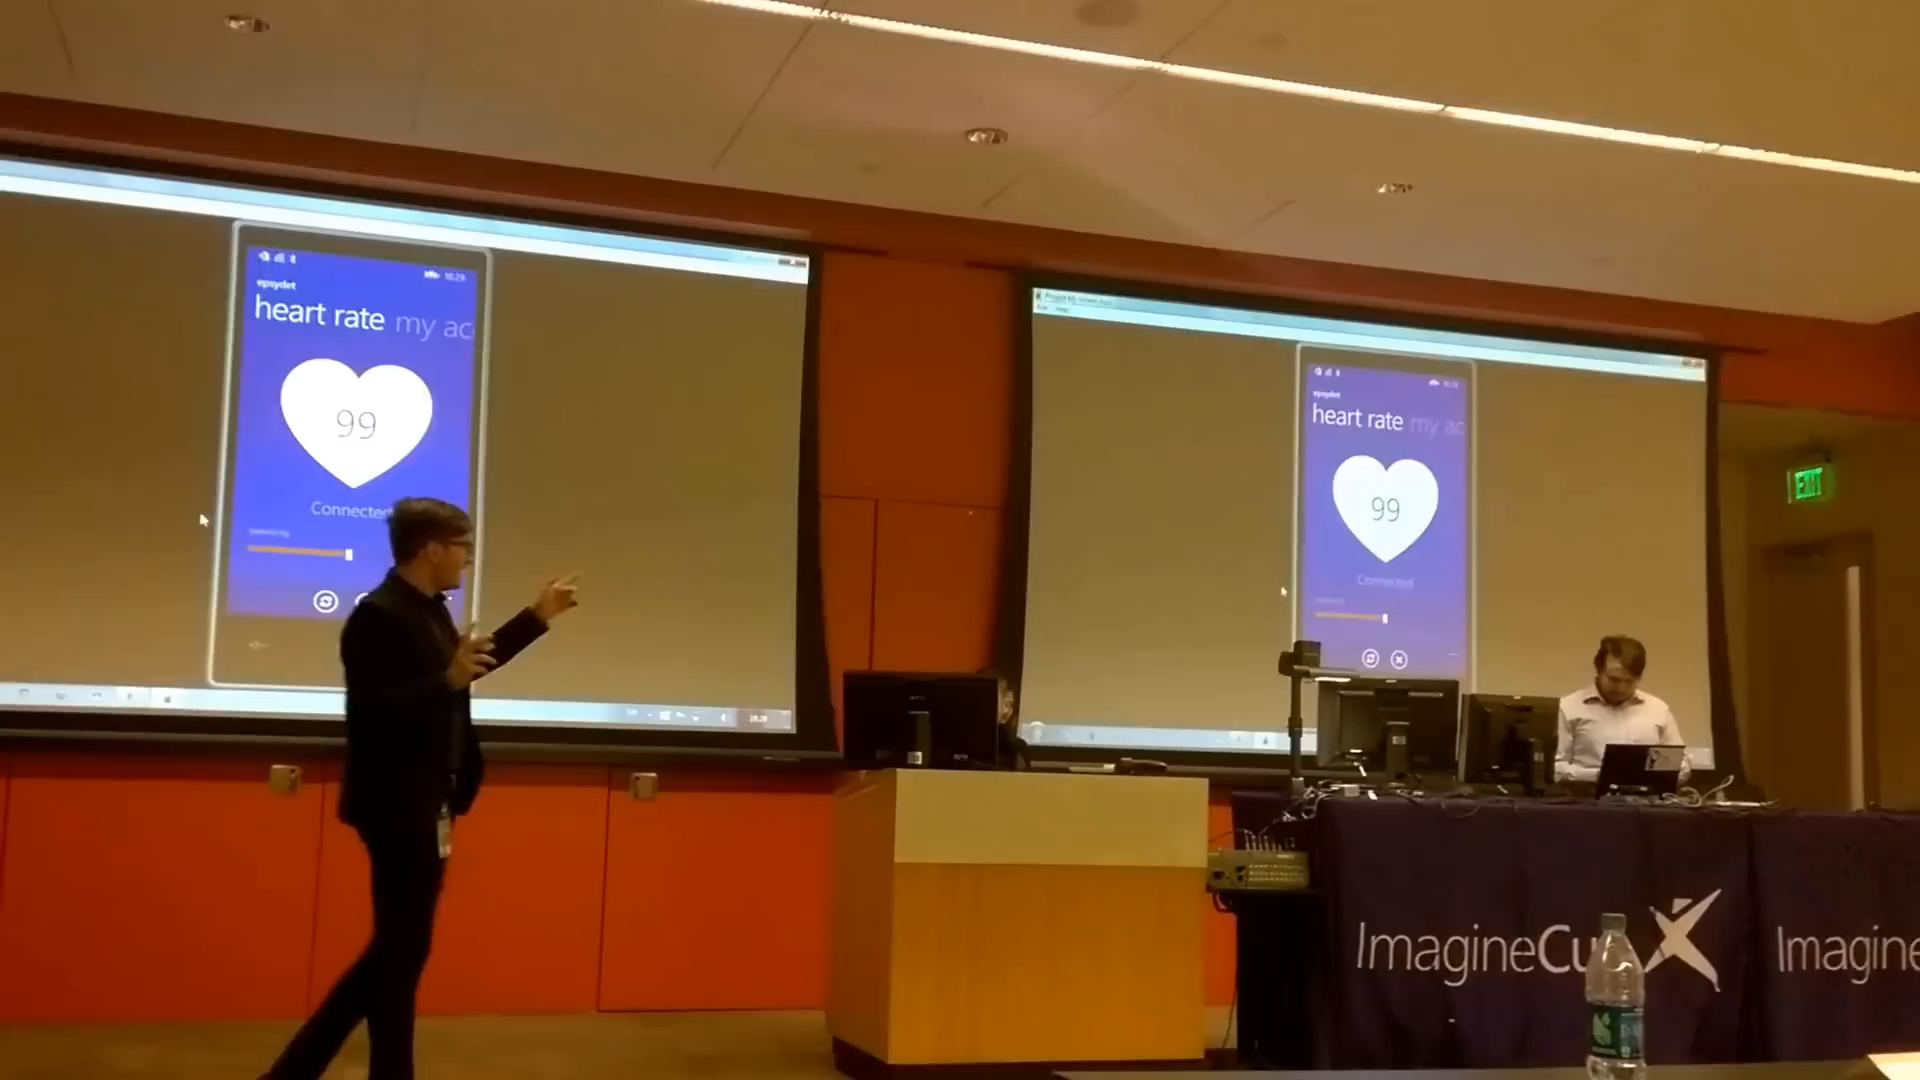 epsydet
heart rate my ac
99
Connected
epsydet
heart rate my ac
99
Connected
EXIT
ImagineCu
Imagine